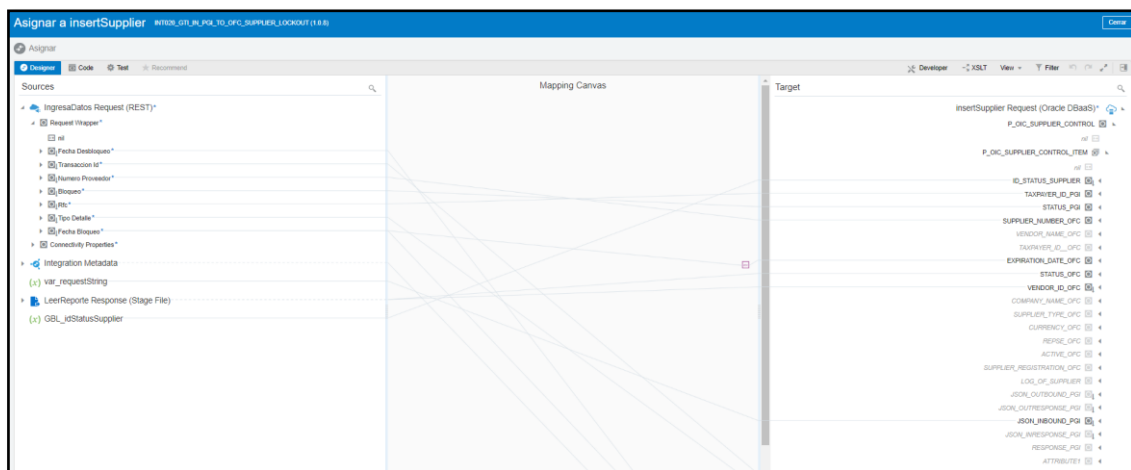 Asignar a insertSupplier INT028_GTI_IN_PGI_TO_OFC_SUPPLIER_LOCKOUT (1.0.8)
Cerrar
Asignar
Designer Code Test Recommend Developer XSLT View Filter
Sources Mapping Canvas Target
IngresaDatos Request (REST)*
Request Wrapper*
nil
Fecha Desbloqueo*
Transaccion Id*
Numero Proveedor*
Bloqueo*
Rfc*
Tipo Detalle*
Fecha Bloqueo*
Connectivity Properties*
Integration Metadata
(x) var_requestString
LeerReporte Response (Stage File)
(x) GBL_idStatusSupplier
insertSupplier Request (Oracle DBaaS)*
P_OIC_SUPPLIER_CONTROL
nil
P_OIC_SUPPLIER_CONTROL_ITEM
nil
ID_STATUS_SUPPLIER
TAXPAYER_ID_PGI
STATUS_PGI
SUPPLIER_NUMBER_OFC
VENDOR_NAME_OFC
TAXPAYER_ID__OFC
EXPIRATION_DATE_OFC
STATUS_OFC
VENDOR_ID_OFC
COMPANY_NAME_OFC
SUPPLIER_TYPE_OFC
CURRENCY_OFC
REPSE_OFC
ACTIVE_OFC
SUPPLIER_REGISTRATION_OFC
LOG_OF_SUPPLIER
JSON_OUTBOUND_PGI
JSON_OUTRESPONSE_PGI
JSON_INBOUND_PGI
JSON_INRESPONSE_PGI
RESPONSE_PGI
ATTRIBUTE1